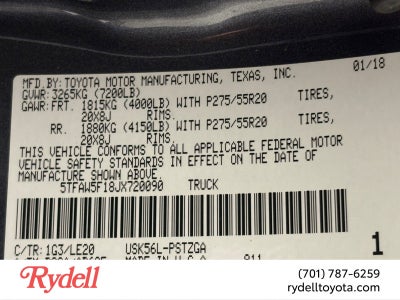 MFD.BY:TOYOTA MOTOR MANUFACTURING, TEXAS, INC. 01/18
GVWR:3265KG (7200LB)
GAWR:FRT. 1815KG (4000LB) WITH P275/55R20 TIRES,
20X8J RIMS.
RR. 1880KG (4150LB) WITH P275/55R20 TIRES,
20X8J RIMS.
THIS VEHICLE CONFORMS TO ALL APPLICABLE FEDERAL MOTOR
VEHICLE SAFETY STANDARDS IN EFFECT ON THE DATE OF
MANUFACTURE SHOWN ABOVE.
5TFAW5F18JX720090 TRUCK
C/TR:1G3/LE20 USK56L-PSTZGA 1
MADE IN U.S.A 811
Rydell
(701) 787-6259
rydelltoyota.com